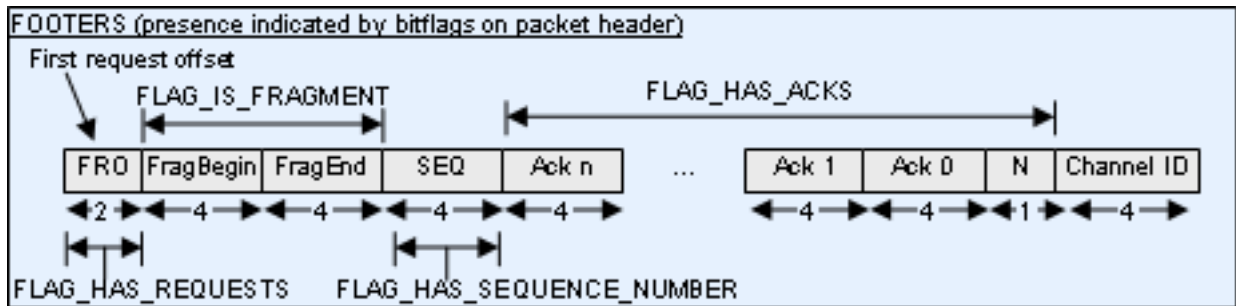 FOOTERS (presence indicated by bitflags on packet header)
First request offset
FLAG_IS_FRAGMENT
FLAG_HAS_ACKS
FRO FragBegin FragEnd SEQ Ack n ... Ack 1 Ack 0 N Channel ID
2 4 4 4 4 4 4 1 4
FLAG_HAS_REQUESTS FLAG_HAS_SEQUENCE_NUMBER